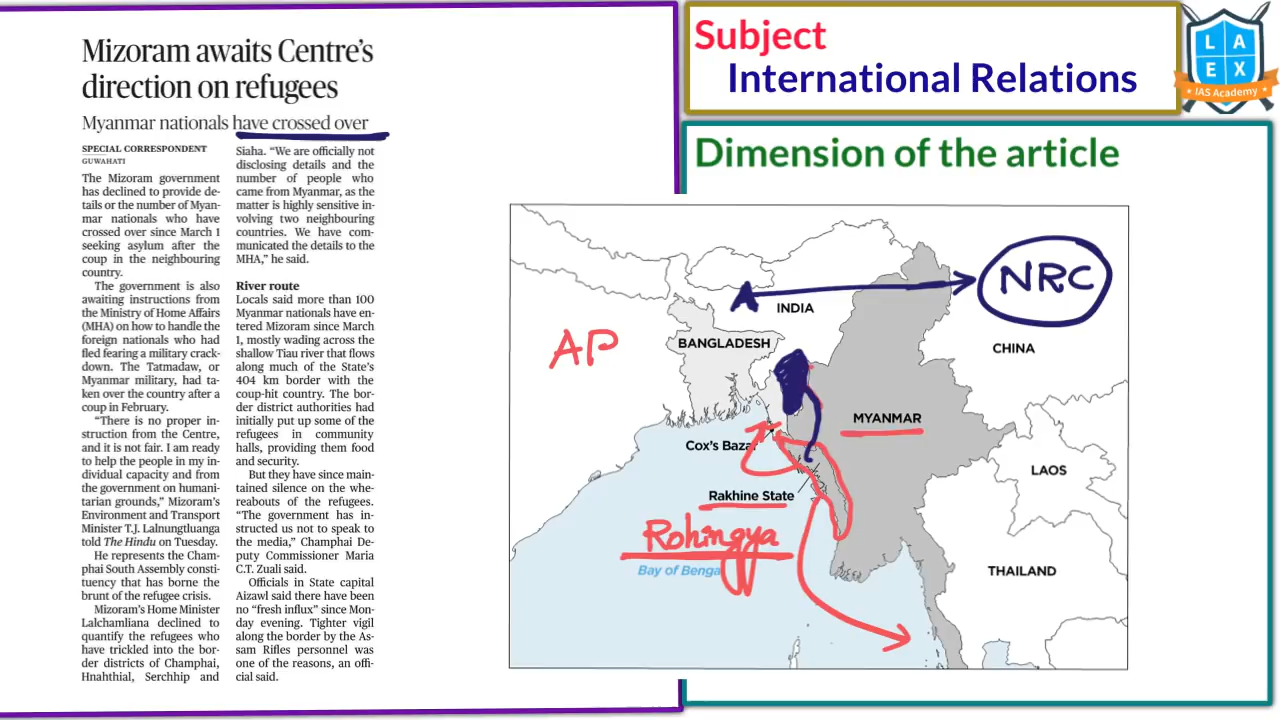 Mizoram awaits Centre's
direction on refugees
Myanmar nationals have crossed over
SPECIAL CORRESPONDENT
GUWAHATI
The Mizoram government
has declined to provide de-
tails or the number of Myan-
mar nationals who have
crossed over since March 1
seeking asylum after the
coup in the neighbouring
country.
The government is also
awaiting instructions from
the Ministry of Home Affairs
(MHA) on how to handle the
foreign nationals who had
fled fearing a military crack-
down. The Tatmadaw, or
Myanmar military, had ta-
ken over the country after a
coup in February.
"There is no proper in-
struction from the Centre,
and it is not fair. I am ready
to help the people in my in-
dividual capacity and from
the government on humani-
tarian grounds," Mizoram's
Environment and Transport
Minister T.J. Lalnungtluanga
told The Hindu on Tuesday.
He represents the Cham-
phai South Assembly consti-
tuency that has borne the
brunt of the refugee crisis.
Mizoram's Home Minister
Lalchamliana declined to
quantify the refugees who
have trickled into the bor-
der districts of Champhai,
Hnahthial, Serchhip and
Siaha. "We are officially not
disclosing details and the
number of people who
came from Myanmar, as the
matter is highly sensitive in-
volving two neighbouring
countries. We have com-
municated the details to the
MHA," he said.
River route
Locals said more than 100
Myanmar nationals have en-
tered Mizoram since March
1, mostly wading across the
shallow Tiau river that flows
along much of the State's
404 km border with the
coup-hit country. The bor-
der district authorities had
initially put up some of the
refugees in community
halls, providing them food
and security.
But they have since main-
tained silence on the whe-
reabouts of the refugees.
"The government has in-
structed us not to speak to
the media," Champhai De-
puty Commissioner Maria
C.T. Zuali said.
Officials in State capital
Aizawl said there have been
no "fresh influx" since Mon-
day evening. Tighter vigil
along the border by the As-
sam Rifles personnel was
one of the reasons, an offi-
cial said.
Subject
International Relations
L A
E X
IAS Academy
Dimension of the article
NRC
INDIA
AP
BANGLADESH
CHINA
MYANMAR
Cox's Bazar
LAOS
Rakhine State
Rohingya
Bay of Benga
THAILAND